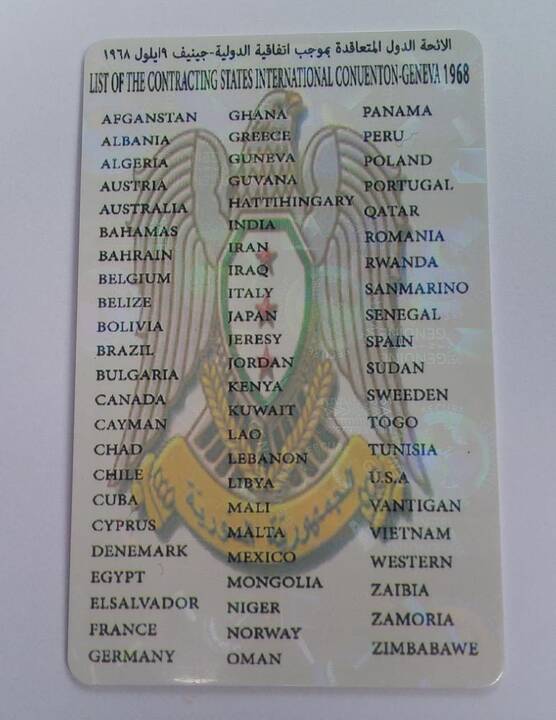 الائحة الدول المتعاقدة بموجب اتفاقية الدولية-جينيف ٩ايلول ١٩٦٨
LIST OF THE CONTRACTING STATES INTERNATIONAL CONUENTON-GENEVA 1968
AFGANSTAN
ALBANIA
ALGERIA
AUSTRIA
AUSTRALIA
BAHAMAS
BAHRAIN
BELGIUM
BELIZE
BOLIVIA
BRAZIL
BULGARIA
CANADA
CAYMAN
CHAD
CHILE
CUBA
CYPRUS
DENEMARK
EGYPT
ELSALVADOR
FRANCE
GERMANY
GHANA
GREECE
GUNEVA
GUVANA
HATTIHINGARY
INDIA
IRAN
IRAQ
ITALY
JAPAN
JERESY
JORDAN
KENYA
KUWAIT
LAO
LEBANON
LIBYA
MALI
MALTA
MEXICO
MONGOLIA
NIGER
NORWAY
OMAN
PANAMA
PERU
POLAND
PORTUGAL
QATAR
ROMANIA
RWANDA
SANMARINO
SENEGAL
SPAIN
SUDAN
SWEEDEN
TOGO
TUNISIA
U.S.A
VANTIGAN
VIETNAM
WESTERN
ZAIBIA
ZAMORIA
ZIMBABAWE